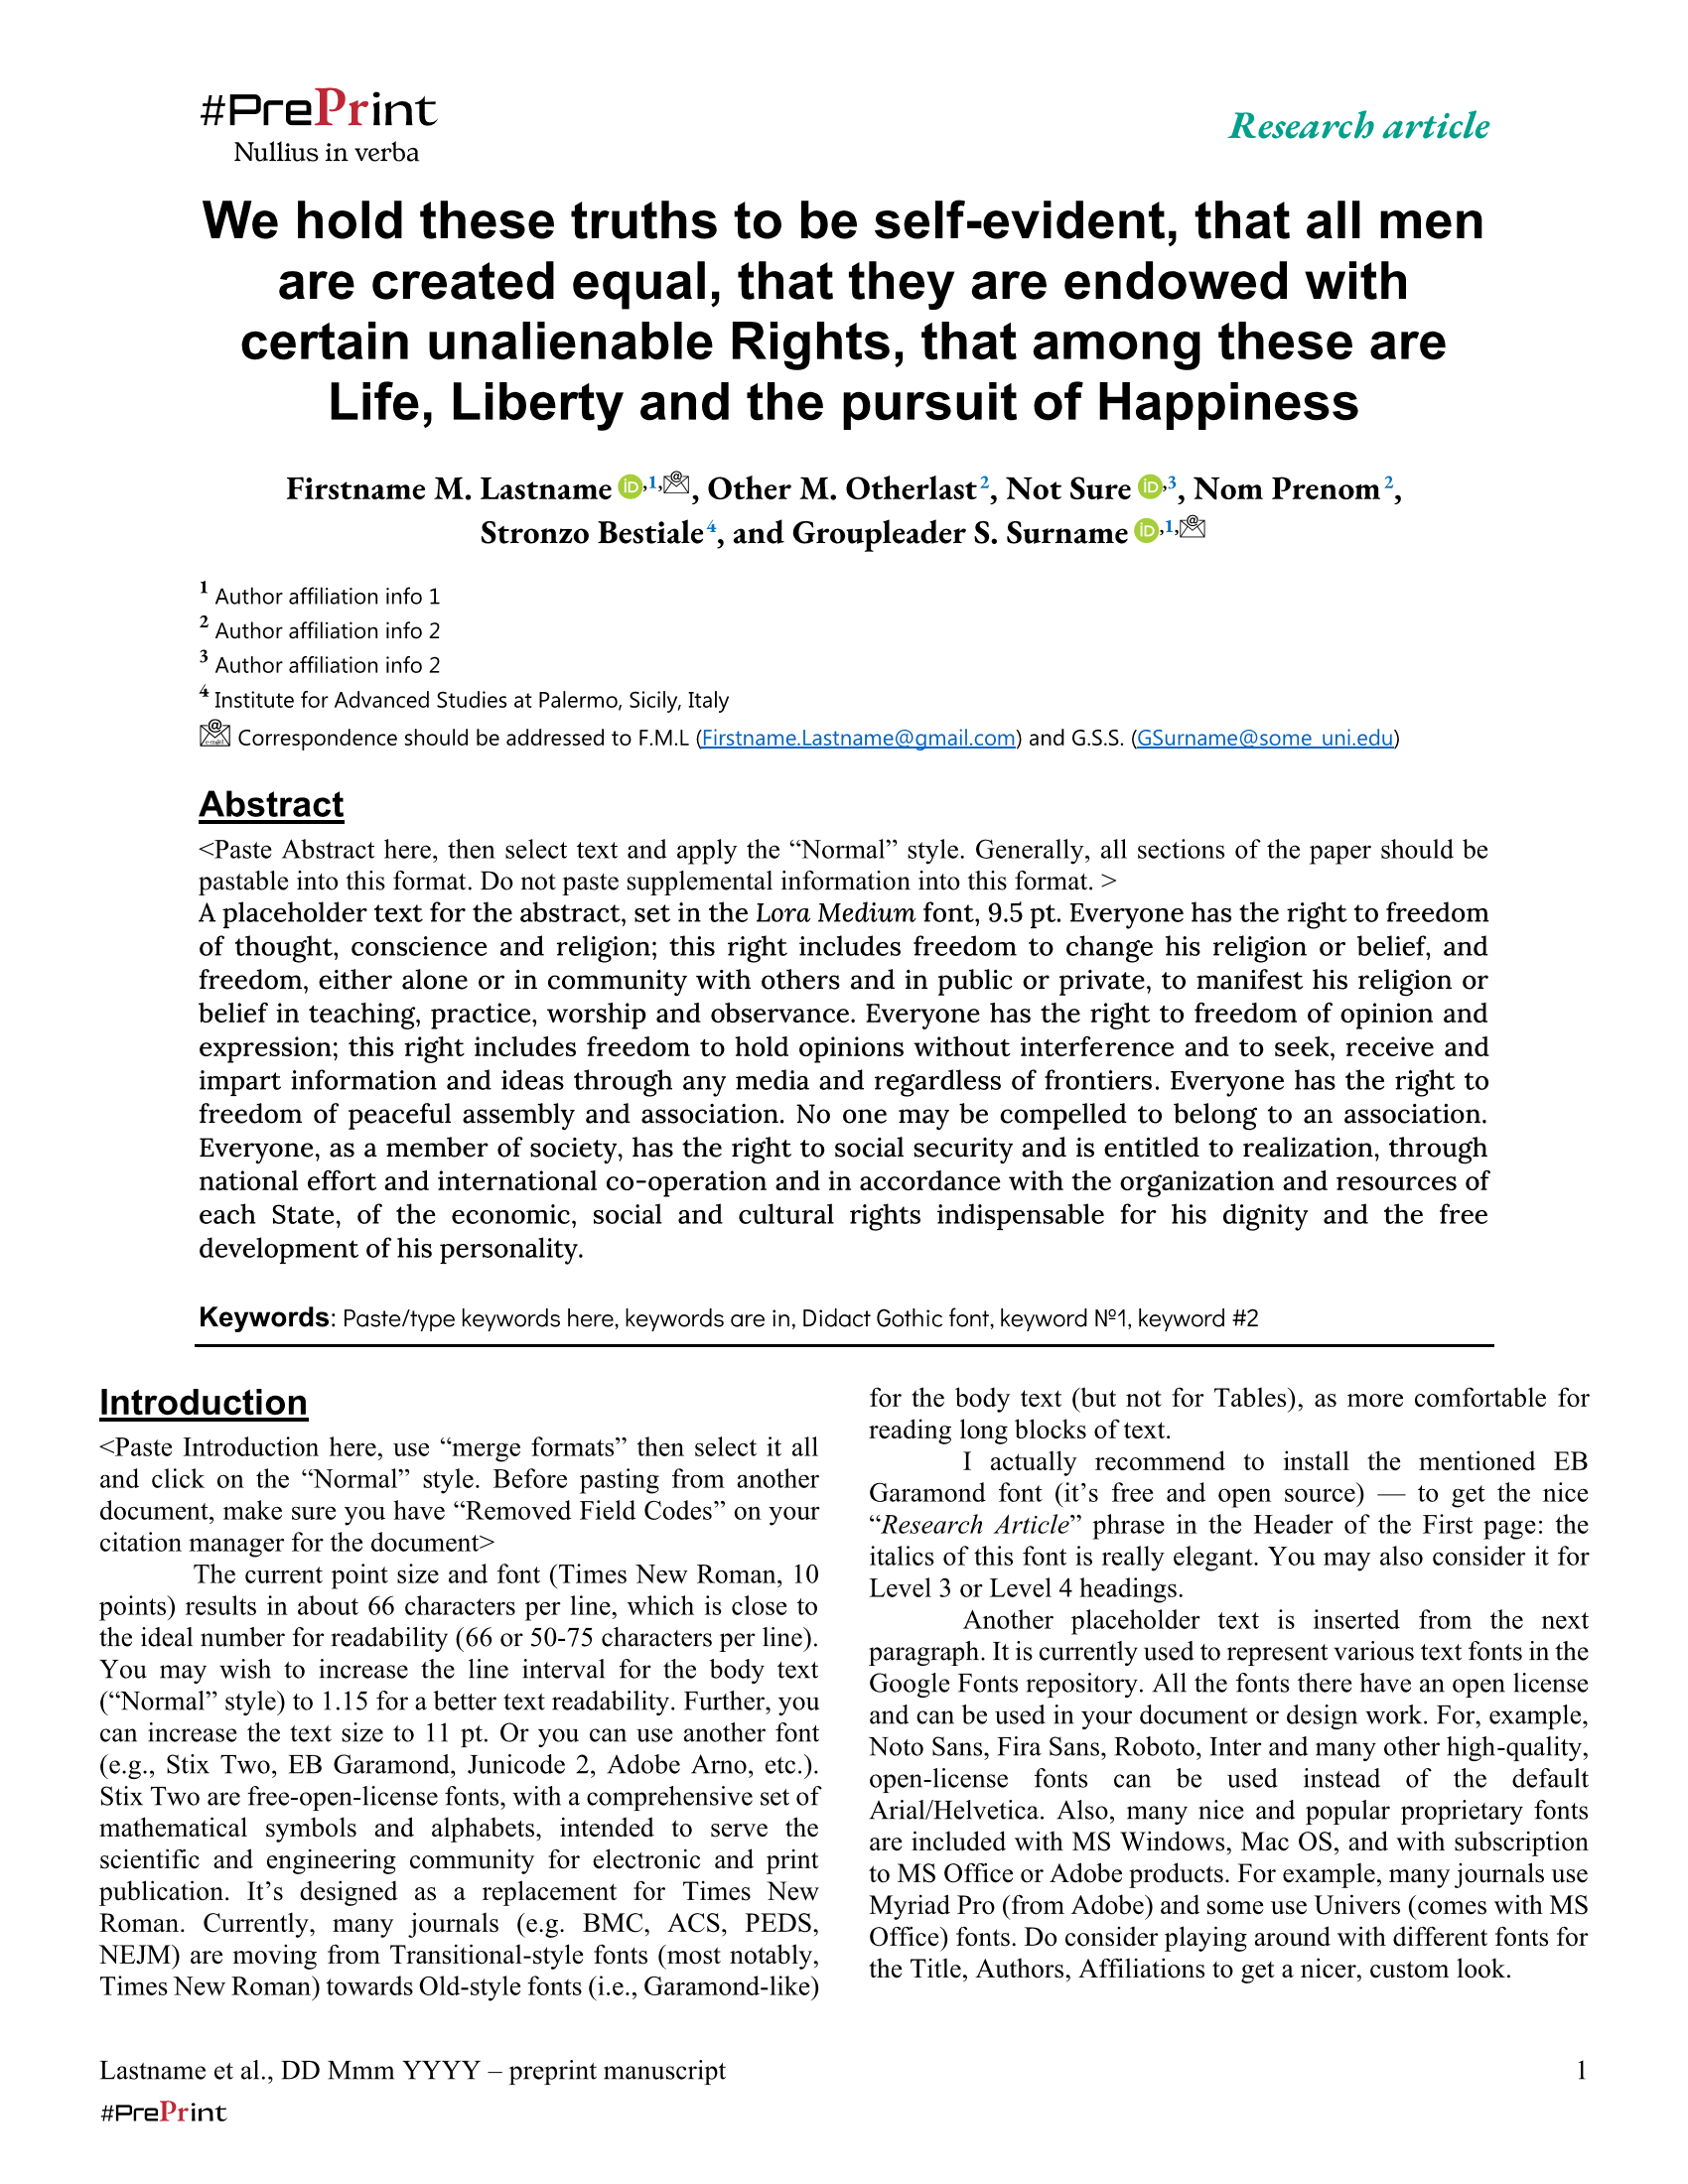 #PrePrint
Nullius in verba
Research article
We hold these truths to be self-evident, that all men
are created equal, that they are endowed with
certain unalienable Rights, that among these are
Life, Liberty and the pursuit of Happiness
Firstname M. Lastname iD,1,@, Other M. Otherlast2, Not Sure iD,3, Nom Prenom2,
Stronzo Bestiale4, and Groupleader S. Surname iD,1,@
1 Author affiliation info 1
2 Author affiliation info 2
3 Author affiliation info 2
4 Institute for Advanced Studies at Palermo, Sicily, Italy
@ Correspondence should be addressed to F.M.L (Firstname.Lastname@gmail.com) and G.S.S. (GSurname@some_uni.edu)
Abstract
<Paste Abstract here, then select text and apply the “Normal” style. Generally, all sections of the paper should be
pastable into this format. Do not paste supplemental information into this format. >
A placeholder text for the abstract, set in the Lora Medium font, 9.5 pt. Everyone has the right to freedom
of thought, conscience and religion; this right includes freedom to change his religion or belief, and
freedom, either alone or in community with others and in public or private, to manifest his religion or
belief in teaching, practice, worship and observance. Everyone has the right to freedom of opinion and
expression; this right includes freedom to hold opinions without interference and to seek, receive and
impart information and ideas through any media and regardless of frontiers. Everyone has the right to
freedom of peaceful assembly and association. No one may be compelled to belong to an association.
Everyone, as a member of society, has the right to social security and is entitled to realization, through
national effort and international co-operation and in accordance with the organization and resources of
each State, of the economic, social and cultural rights indispensable for his dignity and the free
development of his personality.
Keywords: Paste/type keywords here, keywords are in, Didact Gothic font, keyword №1, keyword #2
Introduction
<Paste Introduction here, use “merge formats” then select it all
and click on the “Normal” style. Before pasting from another
document, make sure you have “Removed Field Codes” on your
citation manager for the document>
The current point size and font (Times New Roman, 10
points) results in about 66 characters per line, which is close to
the ideal number for readability (66 or 50-75 characters per line).
You may wish to increase the line interval for the body text
(“Normal” style) to 1.15 for a better text readability. Further, you
can increase the text size to 11 pt. Or you can use another font
(e.g., Stix Two, EB Garamond, Junicode 2, Adobe Arno, etc.).
Stix Two are free-open-license fonts, with a comprehensive set of
mathematical symbols and alphabets, intended to serve the
scientific and engineering community for electronic and print
publication. It’s designed as a replacement for Times New
Roman. Currently, many journals (e.g. BMC, ACS, PEDS,
NEJM) are moving from Transitional-style fonts (most notably,
Times New Roman) towards Old-style fonts (i.e., Garamond-like)
for the body text (but not for Tables), as more comfortable for
reading long blocks of text.
I actually recommend to install the mentioned EB
Garamond font (it’s free and open source) — to get the nice
“Research Article” phrase in the Header of the First page: the
italics of this font is really elegant. You may also consider it for
Level 3 or Level 4 headings.
Another placeholder text is inserted from the next
paragraph. It is currently used to represent various text fonts in the
Google Fonts repository. All the fonts there have an open license
and can be used in your document or design work. For, example,
Noto Sans, Fira Sans, Roboto, Inter and many other high-quality,
open-license fonts can be used instead of the default
Arial/Helvetica. Also, many nice and popular proprietary fonts
are included with MS Windows, Mac OS, and with subscription
to MS Office or Adobe products. For example, many journals use
Myriad Pro (from Adobe) and some use Univers (comes with MS
Office) fonts. Do consider playing around with different fonts for
the Title, Authors, Affiliations to get a nicer, custom look.
Lastname et al., DD Mmm YYYY – preprint manuscript
1
#PrePrint